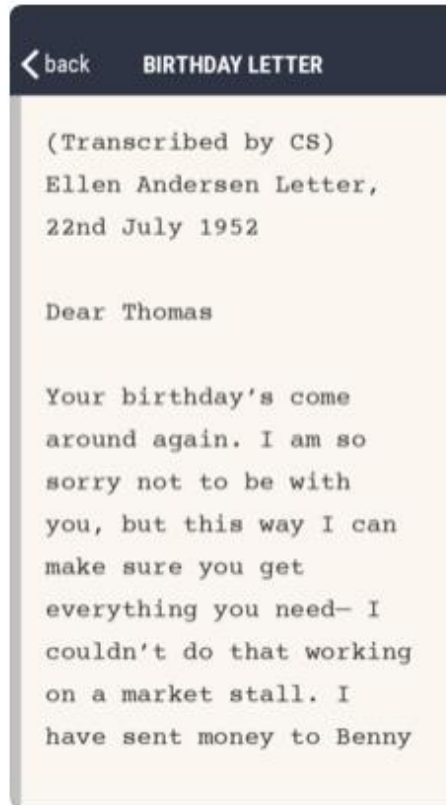 back BIRTHDAY LETTER
(Transcribed by CS)
Ellen Andersen Letter,
22nd July 1952
Dear Thomas
Your birthday's come
around again. I am so
sorry not to be with
you, but this way I can
make sure you get
everything you need— I
couldn't do that working
on a market stall. I
have sent money to Benny